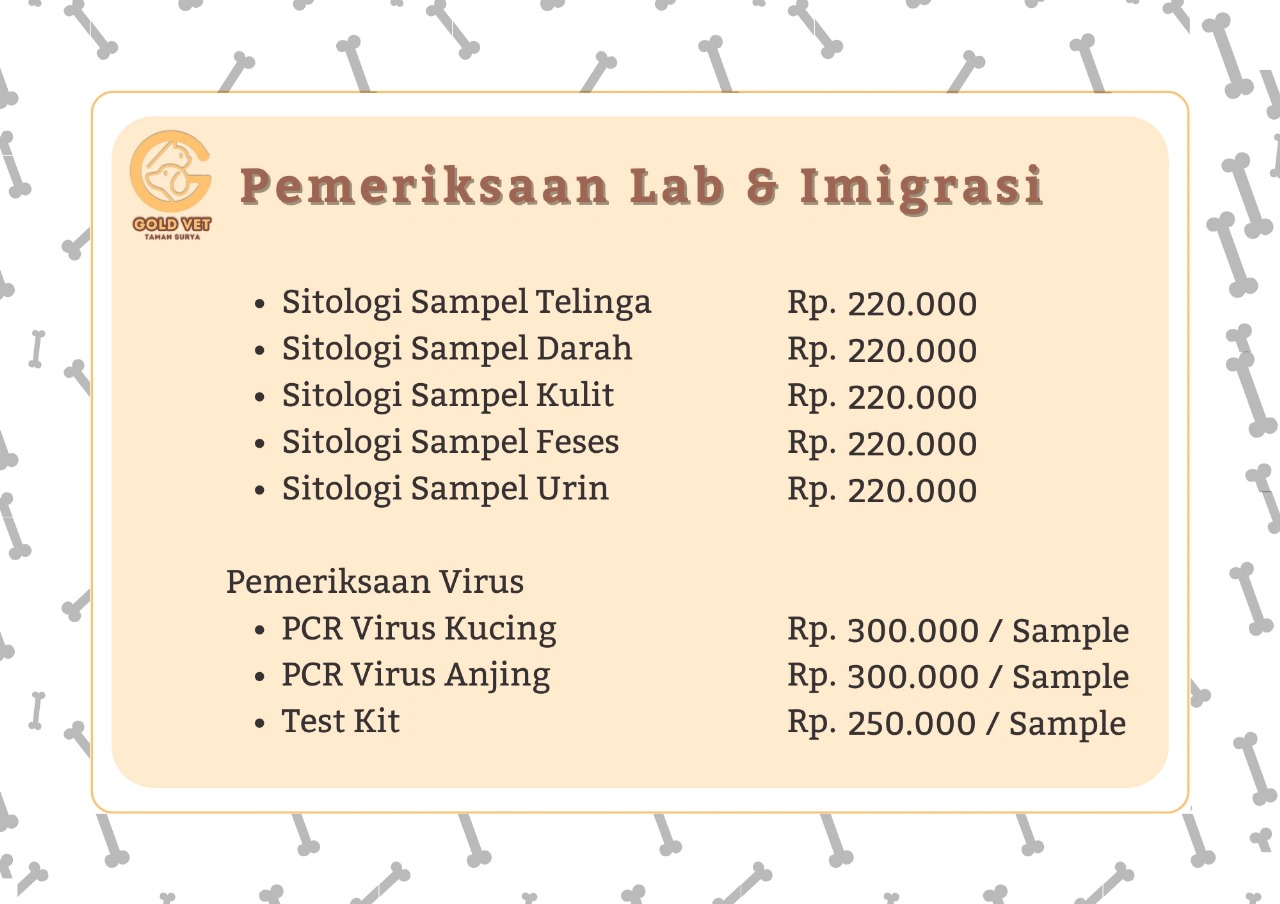 GOLD VET
TAMAN SURYA
Pemeriksaan Lab & Imigrasi
• Sitologi Sampel Telinga Rp. 220.000
• Sitologi Sampel Darah Rp. 220.000
• Sitologi Sampel Kulit Rp. 220.000
• Sitologi Sampel Feses Rp. 220.000
• Sitologi Sampel Urin Rp. 220.000
Pemeriksaan Virus
• PCR Virus Kucing Rp. 300.000 / Sample
• PCR Virus Anjing Rp. 300.000 / Sample
• Test Kit Rp. 250.000 / Sample